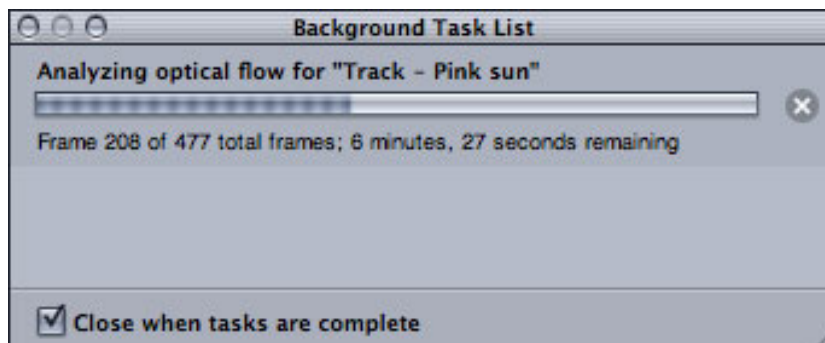 Background Task List
Analyzing optical flow for "Track – Pink sun"
Frame 208 of 477 total frames; 6 minutes, 27 seconds remaining
Close when tasks are complete